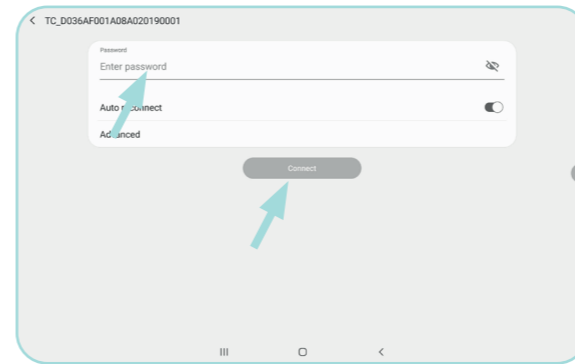 TC_D036AF001A08A020190001
Password
Enter password
Auto reconnect
Advanced
Connect